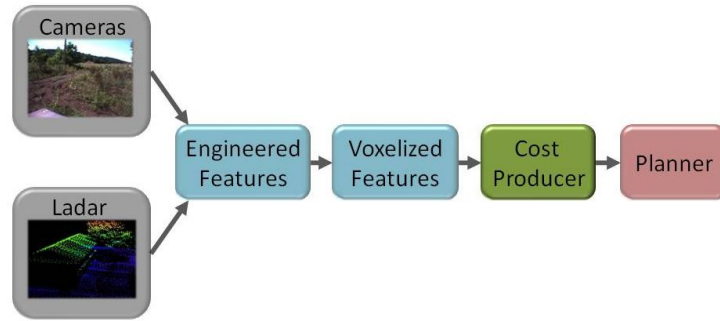 Cameras
Ladar
Engineered
Features
Voxelized
Features
Cost
Producer
Planner